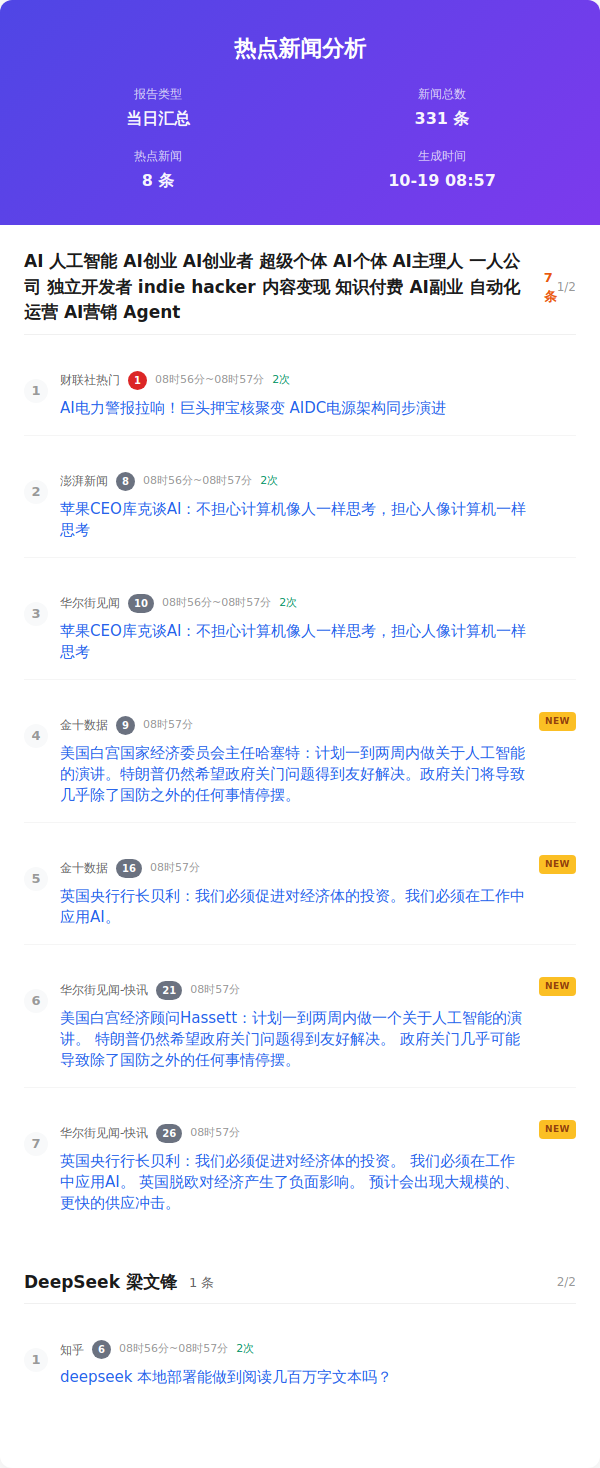 热点新闻分析
报告类型
当日汇总
新闻总数
331 条
热点新闻
8 条
生成时间
10-19 08:57
AI 人工智能 AI创业 AI创业者 超级个体 AI个体 AI主理人 一人公
司 独立开发者 indie hacker 内容变现 知识付费 AI副业 自动化
运营 AI营销 Agent
7
条
1/2
1
财联社热门 1 08时56分~08时57分 2次
AI电力警报拉响！巨头押宝核聚变 AIDC电源架构同步演进
2
澎湃新闻 8 08时56分~08时57分 2次
苹果CEO库克谈AI：不担心计算机像人一样思考，担心人像计算机一样
思考
3
华尔街见闻 10 08时56分~08时57分 2次
苹果CEO库克谈AI：不担心计算机像人一样思考，担心人像计算机一样
思考
4
金十数据 9 08时57分 NEW
美国白宫国家经济委员会主任哈塞特：计划一到两周内做关于人工智能
的演讲。特朗普仍然希望政府关门问题得到友好解决。政府关门将导致
几乎除了国防之外的任何事情停摆。
5
金十数据 16 08时57分 NEW
英国央行行长贝利：我们必须促进对经济体的投资。我们必须在工作中
应用AI。
6
华尔街见闻-快讯 21 08时57分 NEW
美国白宫经济顾问Hassett：计划一到两周内做一个关于人工智能的演
讲。 特朗普仍然希望政府关门问题得到友好解决。 政府关门几乎可能
导致除了国防之外的任何事情停摆。
7
华尔街见闻-快讯 26 08时57分 NEW
英国央行行长贝利：我们必须促进对经济体的投资。 我们必须在工作
中应用AI。 英国脱欧对经济产生了负面影响。 预计会出现大规模的、
更快的供应冲击。
DeepSeek 梁文锋 1 条 2/2
1
知乎 6 08时56分~08时57分 2次
deepseek 本地部署能做到阅读几百万字文本吗？